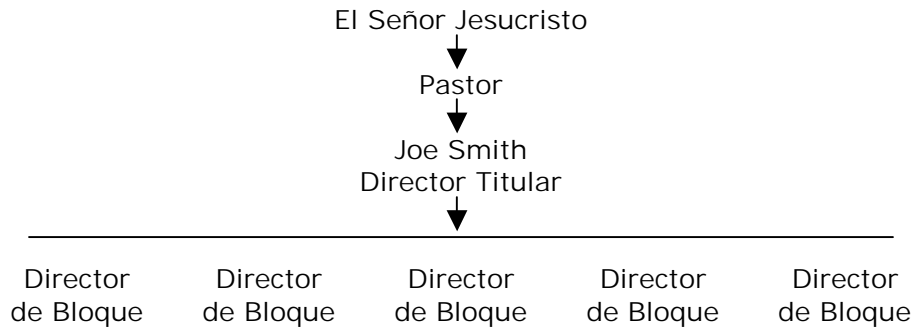 El Señor Jesucristo
Pastor
Joe Smith
Director Titular
Director Director Director Director Director
de Bloque de Bloque de Bloque de Bloque de Bloque